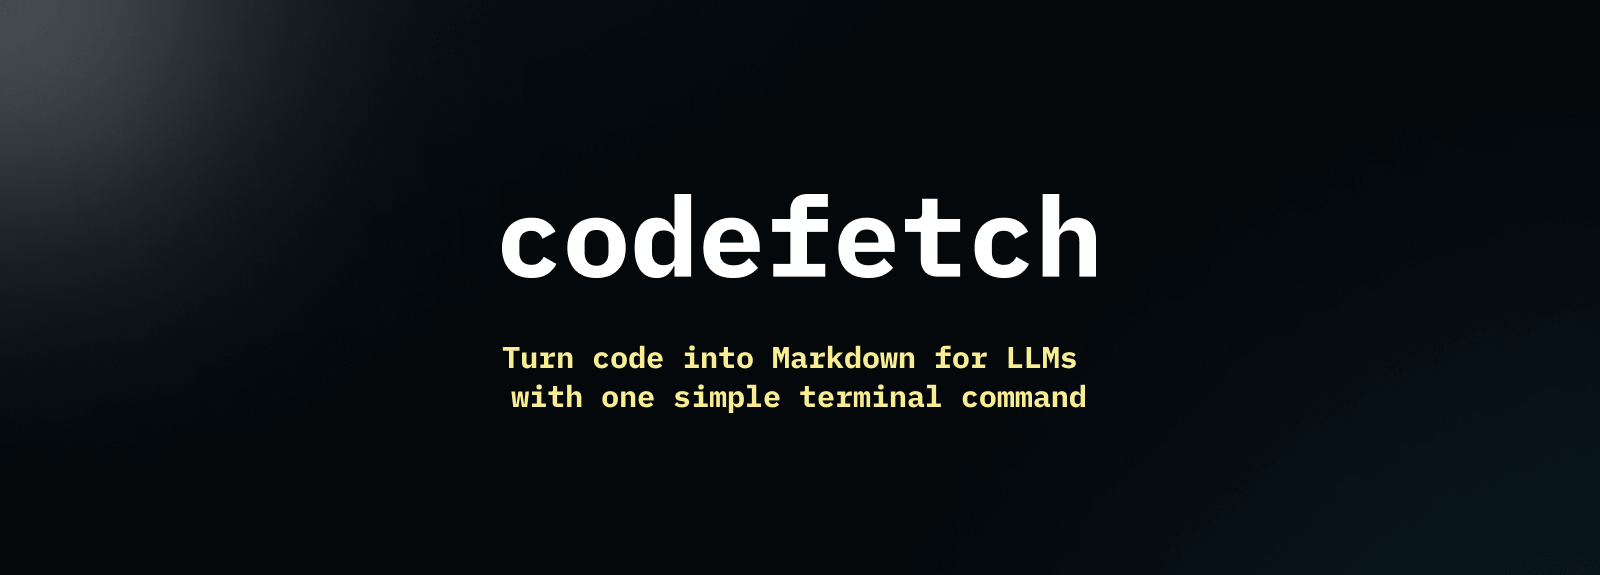 codefetch
Turn code into Markdown for LLMs
with one simple terminal command